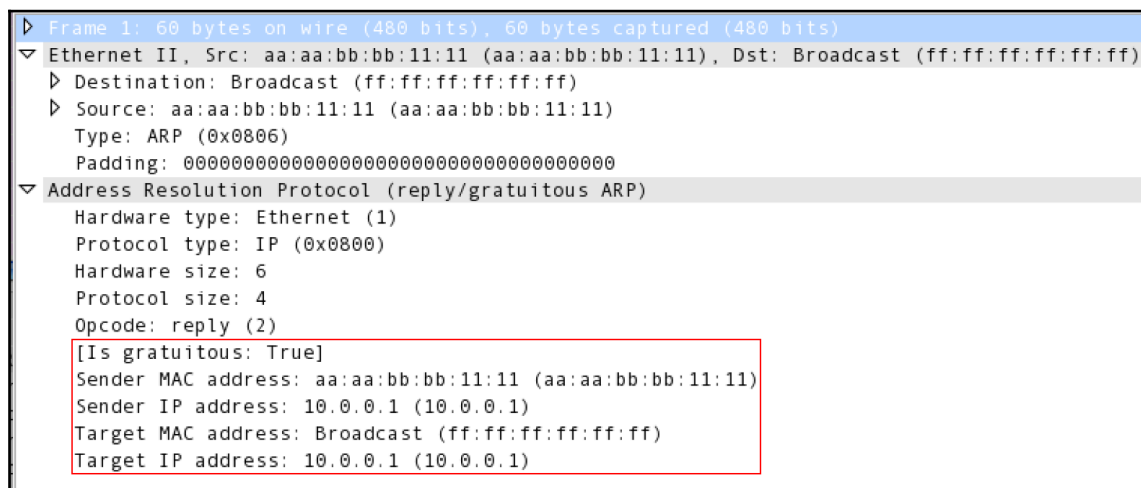 Frame 1: 60 bytes on wire (480 bits), 60 bytes captured (480 bits)
Ethernet II, Src: aa:aa:bb:bb:11:11 (aa:aa:bb:bb:11:11), Dst: Broadcast (ff:ff:ff:ff:ff:ff)
Destination: Broadcast (ff:ff:ff:ff:ff:ff)
Source: aa:aa:bb:bb:11:11 (aa:aa:bb:bb:11:11)
Type: ARP (0x0806)
Padding: 000000000000000000000000000000000000
Address Resolution Protocol (reply/gratuitous ARP)
Hardware type: Ethernet (1)
Protocol type: IP (0x0800)
Hardware size: 6
Protocol size: 4
Opcode: reply (2)
[Is gratuitous: True]
Sender MAC address: aa:aa:bb:bb:11:11 (aa:aa:bb:bb:11:11)
Sender IP address: 10.0.0.1 (10.0.0.1)
Target MAC address: Broadcast (ff:ff:ff:ff:ff:ff)
Target IP address: 10.0.0.1 (10.0.0.1)